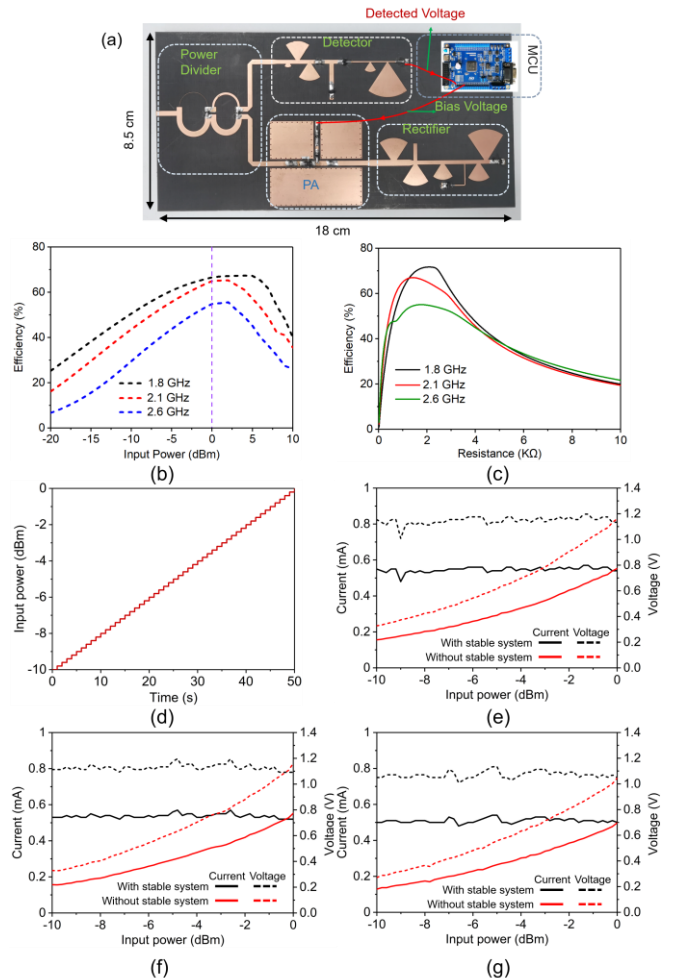 (a)
Detected Voltage
Detector
Power
Divider
MCU
Bias Voltage
Rectifier
PA
8.5 cm
18 cm
80
60
40
20
0
Efficiency (%)
1.8 GHz
2.1 GHz
2.6 GHz
-20 -15 -10 -5 0 5 10
Input Power (dBm)
(b)
80
60
40
20
0
Efficiency (%)
1.8 GHz
2.1 GHz
2.6 GHz
0 2 4 6 8 10
Resistance (KΩ)
(c)
0
-2
-4
-6
-8
-10
Input power (dBm)
0 10 20 30 40 50
Time (s)
(d)
1
0.8
0.6
0.4
0.2
0
Current (mA)
1.4
1.2
1.0
0.8
0.6
0.4
0.2
0.0
Voltage (V)
Current Voltage
With stable system
Without stable system
-10 -8 -6 -4 -2 0
Input power (dBm)
(e)
1
0.8
0.6
0.4
0.2
0
Current (mA)
1.4
1.2
1.0
0.8
0.6
0.4
0.2
0.0
Voltage (V)
Current Voltage
With stable system
Without stable system
-10 -8 -6 -4 -2 0
Input power (dBm)
(f)
1
0.8
0.6
0.4
0.2
0
Current (mA)
1.4
1.2
1.0
0.8
0.6
0.4
0.2
0.0
Voltage (V)
Current Voltage
With stable system
Without stable system
-10 -8 -6 -4 -2 0
Input power (dBm)
(g)